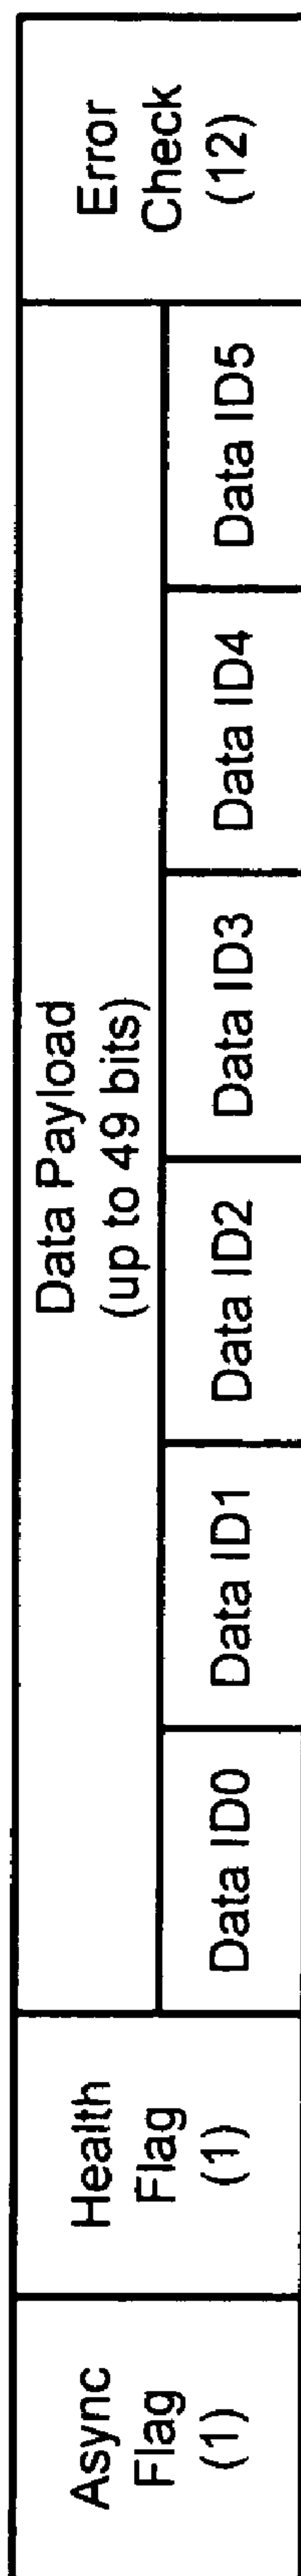 Async
Flag
(1)
Health
Flag
(1)
Data Payload
(up to 49 bits)
Data ID0
Data ID1
Data ID2
Data ID3
Data ID4
Data ID5
Error
Check
(12)